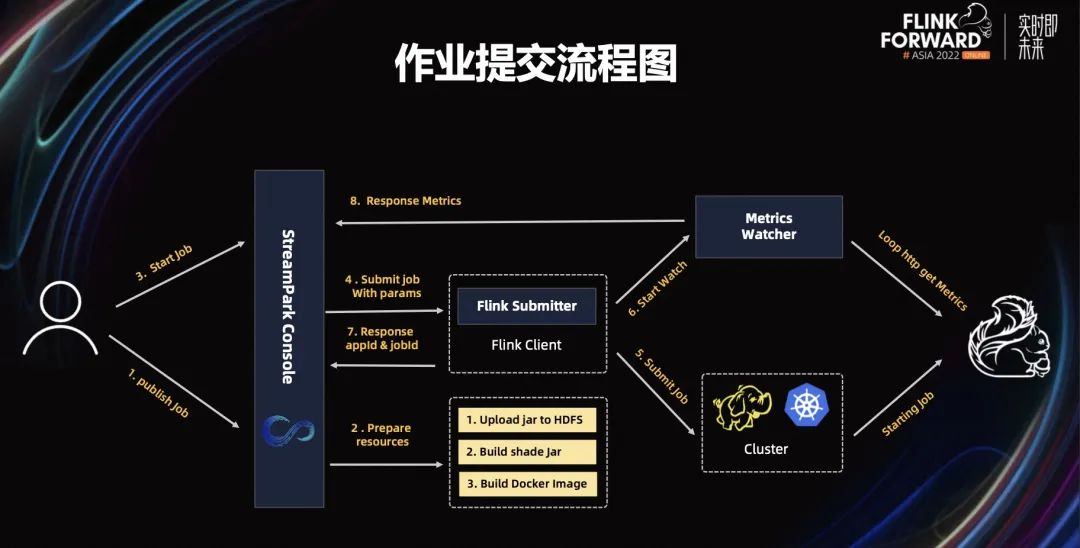 FLINK
FORWARD
# ASIA 2022 ONLINE
实时即
未来
作业提交流程图
8. Response Metrics
Metrics
Watcher
3. Start Job
StreamPark Console
4 . Submit job
With params
Flink Submitter
Flink Client
7. Response
appId & jobId
6. Start Watch
Loop http get Metrics
1. publish Job
5. Submit Job
Starting Job
Cluster
2 . Prepare
resources
1. Upload jar to HDFS
2. Build shade Jar
3. Build Docker Image